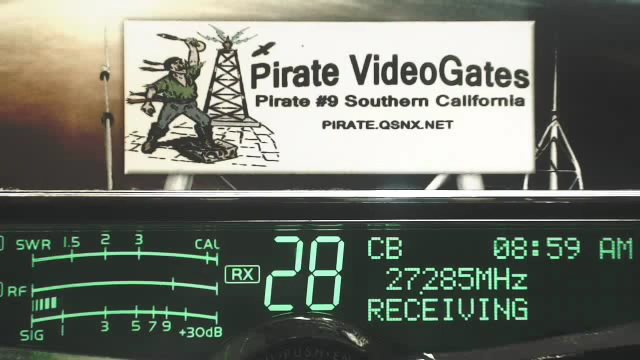 Pirate VideoGates
Pirate #9 Southern California
PIRATE.QSNX.NET
SWR 1.5 2 3 CAL
RF
3 5 7 9 +30dB
SIG
RX
28
CB 08:59 AM
27285MHz
RECEIVING
PUSH